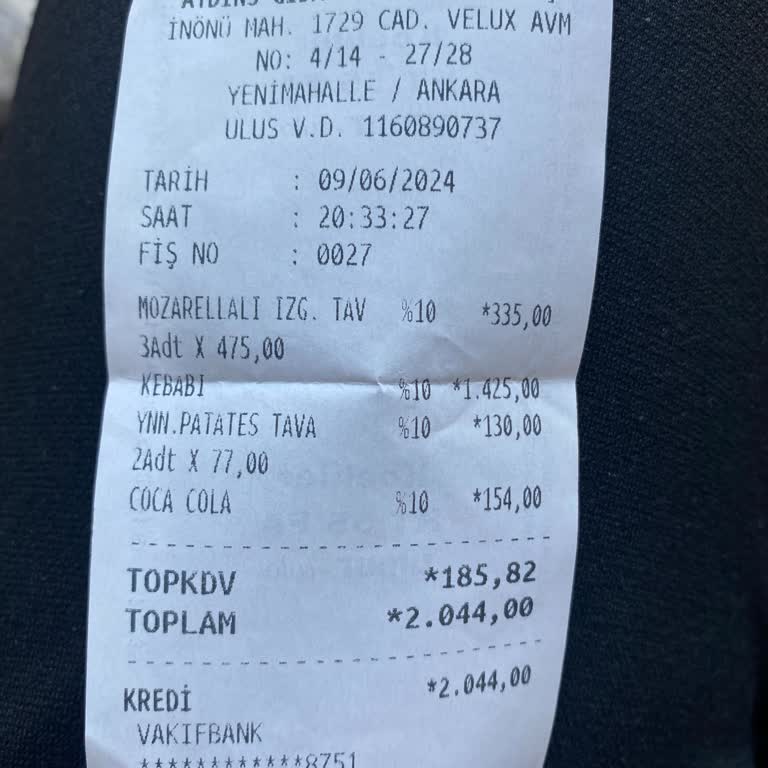 İNÖNÜ MAH. 1729 CAD. VELUX AVM
NO: 4/14 - 27/28
YENİMAHALLE / ANKARA
ULUS V.D. 1160890737
TARİH : 09/06/2024
SAAT : 20:33:27
FİŞ NO : 0027
MOZARELLALI IZG. TAV %10 *335,00
3Adt X 475,00
KEBABI %10 *1.425,00
YNN.PATATES TAVA %10 *130,00
2Adt X 77,00
COCA COLA %10 *154,00
TOPKDV *185,82
TOPLAM *2.044,00
KREDİ *2.044,00
VAKIFBANK
************8751